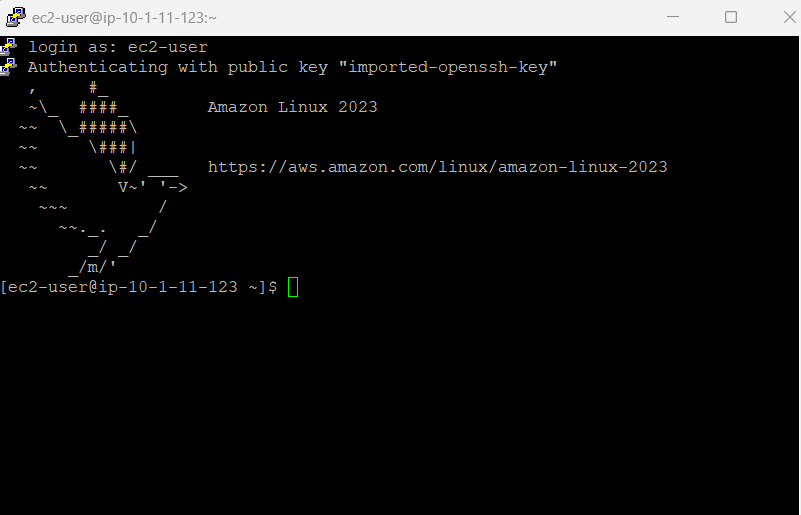 ec2-user@ip-10-1-11-123:~
login as: ec2-user
Authenticating with public key "imported-openssh-key"
   ,     #_
   ~\_  ####_        Amazon Linux 2023
  ~~  \_#####\
  ~~     \###|
  ~~       \#/ ___   https://aws.amazon.com/linux/amazon-linux-2023
   ~~       V~' '->
    ~~~         /
      ~~._.   _/
         _/ _/
       _/m/'
[ec2-user@ip-10-1-11-123 ~]$